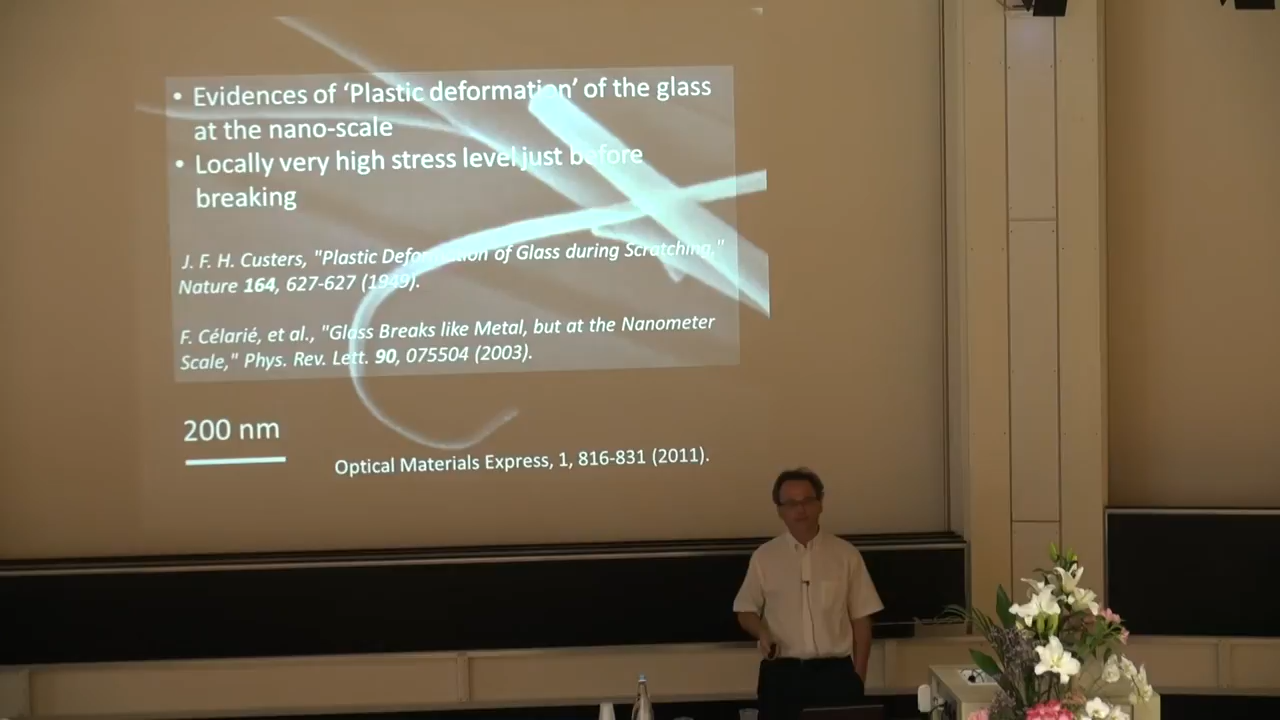 • Evidences of ‘Plastic deformation’ of the glass
at the nano-scale
• Locally very high stress level just before
breaking
J. F. H. Custers, "Plastic Deformation of Glass during Scratching,"
Nature 164, 627-627 (1949).
F. Célarié, et al., "Glass Breaks like Metal, but at the Nanometer
Scale," Phys. Rev. Lett. 90, 075504 (2003).
200 nm
Optical Materials Express, 1, 816-831 (2011).